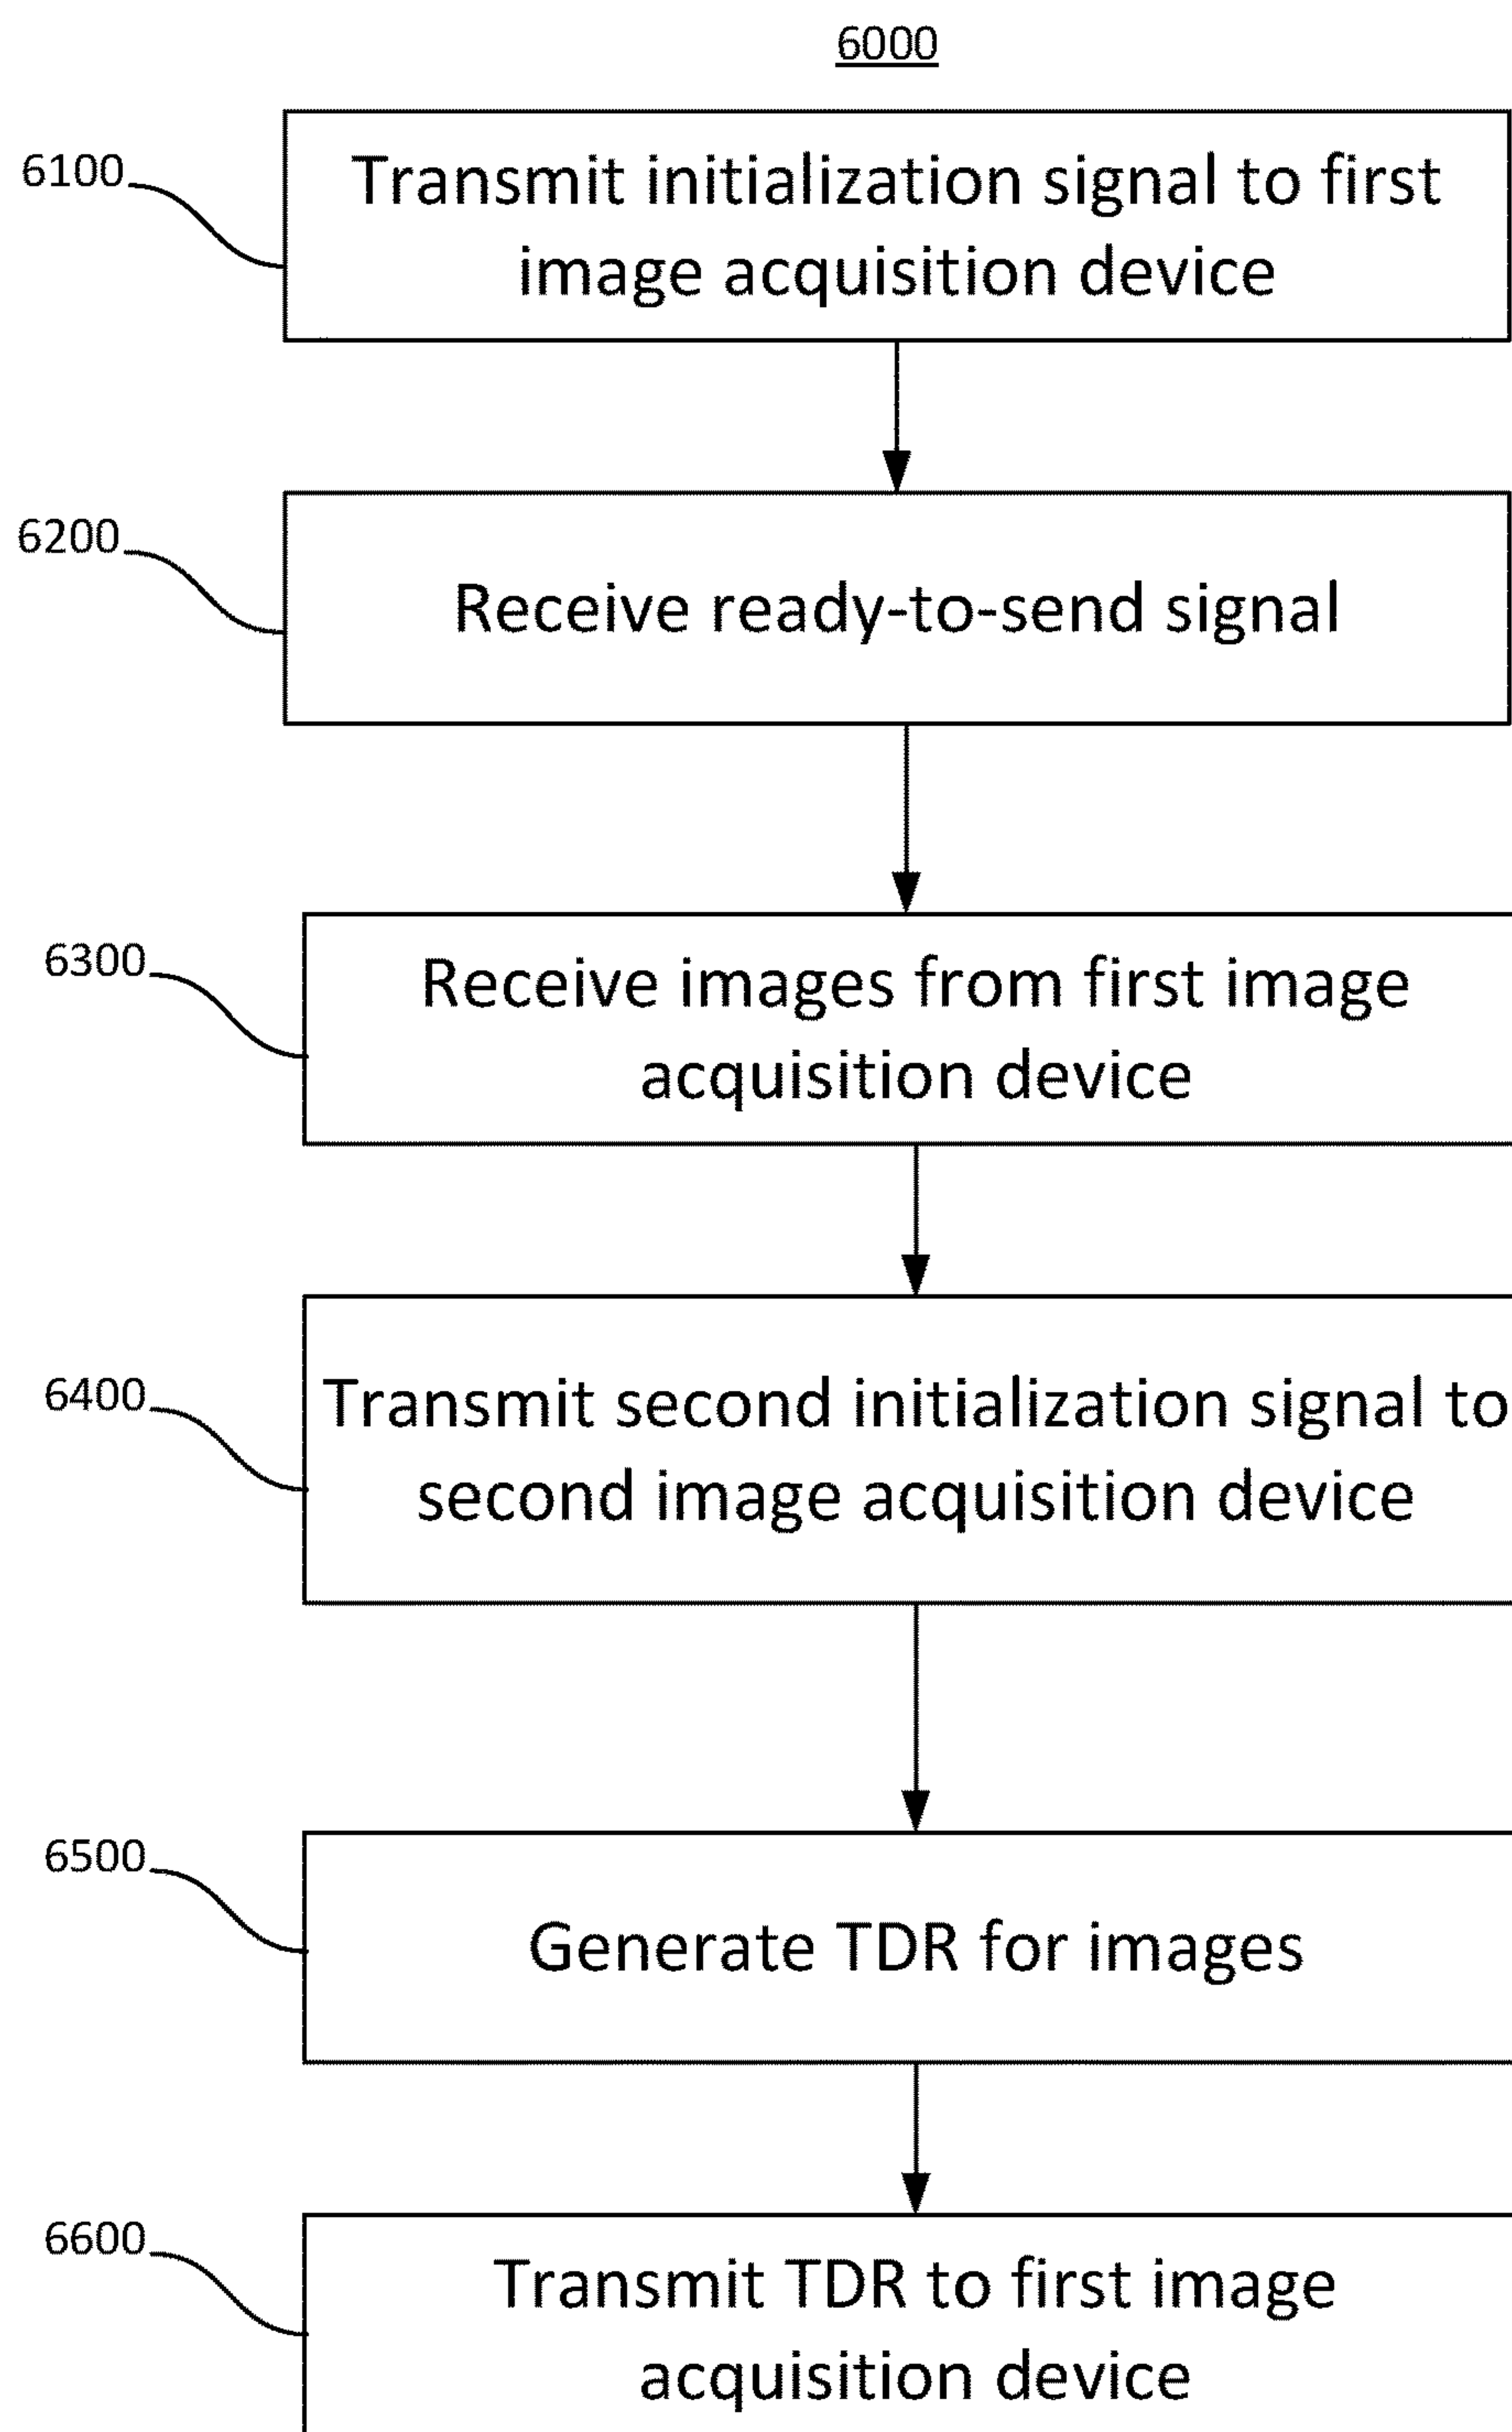 6000
6100
Transmit initialization signal to first
image acquisition device
6200
Receive ready-to-send signal
6300
Receive images from first image
acquisition device
6400
Transmit second initialization signal to
second image acquisition device
6500
Generate TDR for images
6600
Transmit TDR to first image
acquisition device